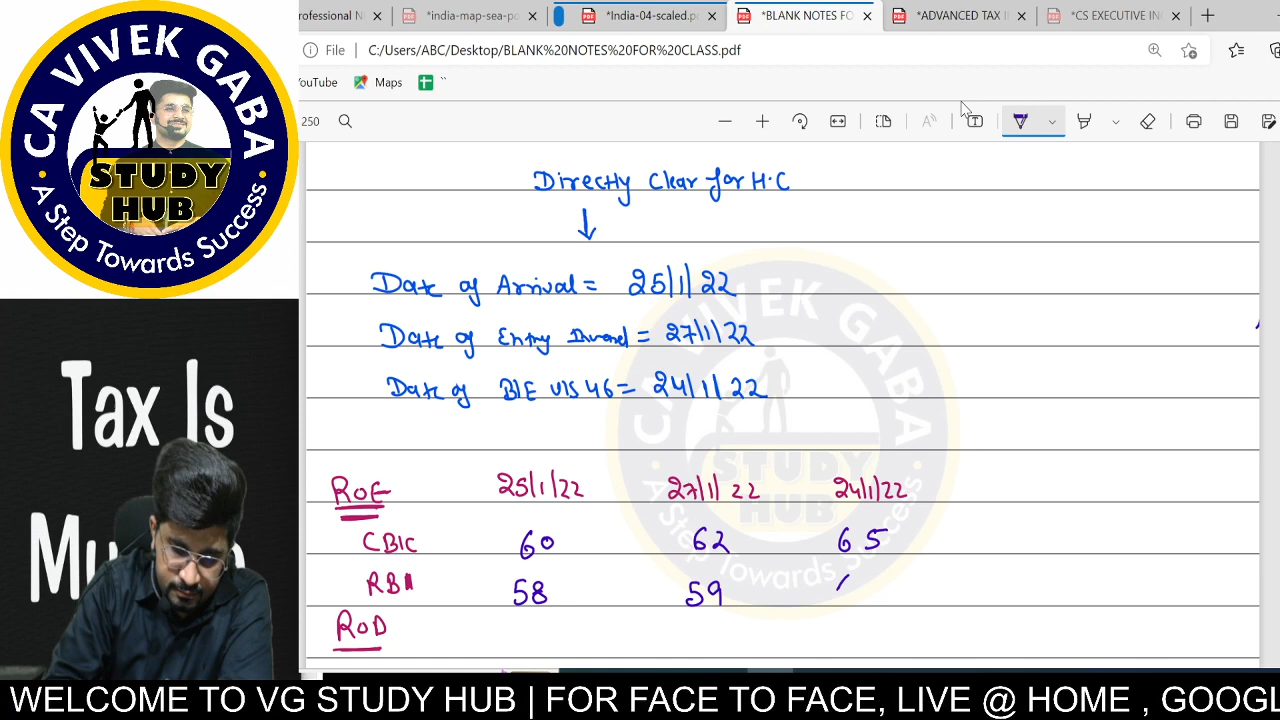 CA VIVEK GABA
STUDY
HUB
A Step Towards Success
Tax Is
rofessional N
*india-map-sea-po
*India-04-scaled.p
*BLANK NOTES FO
*ADVANCED TAX
*CS EXECUTIVE IN
File C:/Users/ABC/Desktop/BLANK%20NOTES%20FOR%20CLASS.pdf
ouTube Maps ``
250
Directly Clear for H.C
↓
Date of Arrival = 25/1/22
Date of Entry Inward = 27/1/22
Date of B/E U/S 46 = 24/1/22
ROE 25/1/22 27/1/22 24/1/22
CBIC 60 62 65
RBI 58 59
ROD
WELCOME TO VG STUDY HUB | FOR FACE TO FACE, LIVE @ HOME , GOOGL